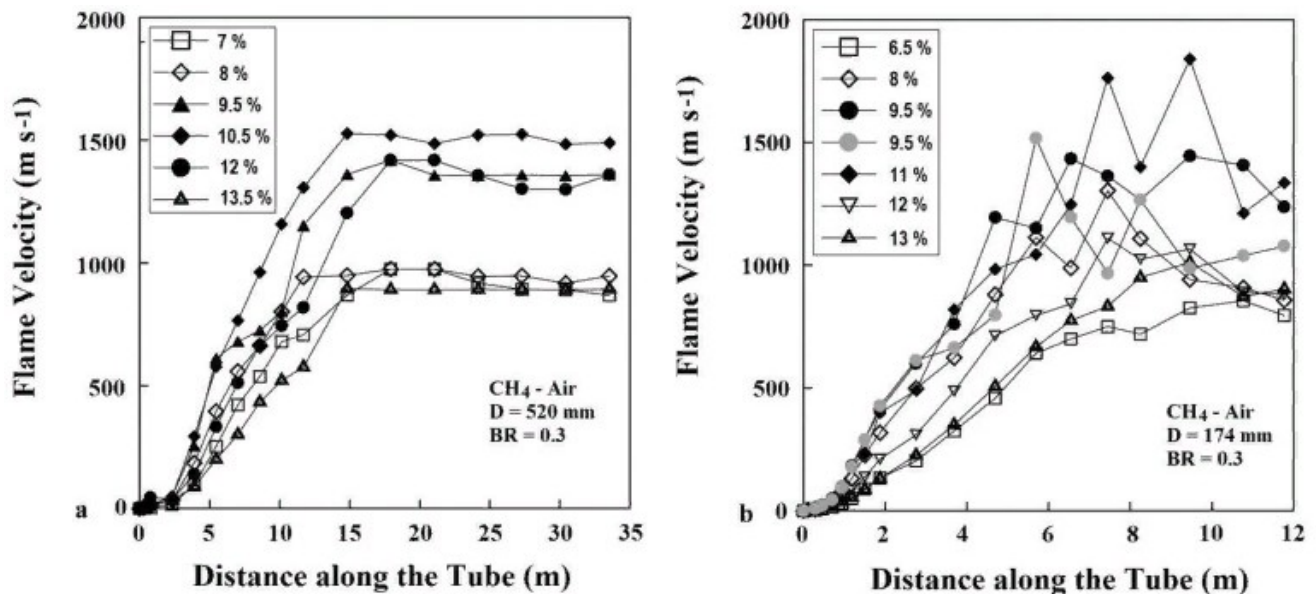 2000
1500
1000
500
0
Flame Velocity (m s-1)
7 %
8 %
9.5 %
10.5 %
12 %
13.5 %
CH4 - Air
D = 520 mm
BR = 0.3
a
0 5 10 15 20 25 30 35
Distance along the Tube (m)
2000
1500
1000
500
0
Flame Velocity (m s-1)
6.5 %
8 %
9.5 %
9.5 %
11 %
12 %
13 %
CH4 - Air
D = 174 mm
BR = 0.3
b
0 2 4 6 8 10 12
Distance along the Tube (m)